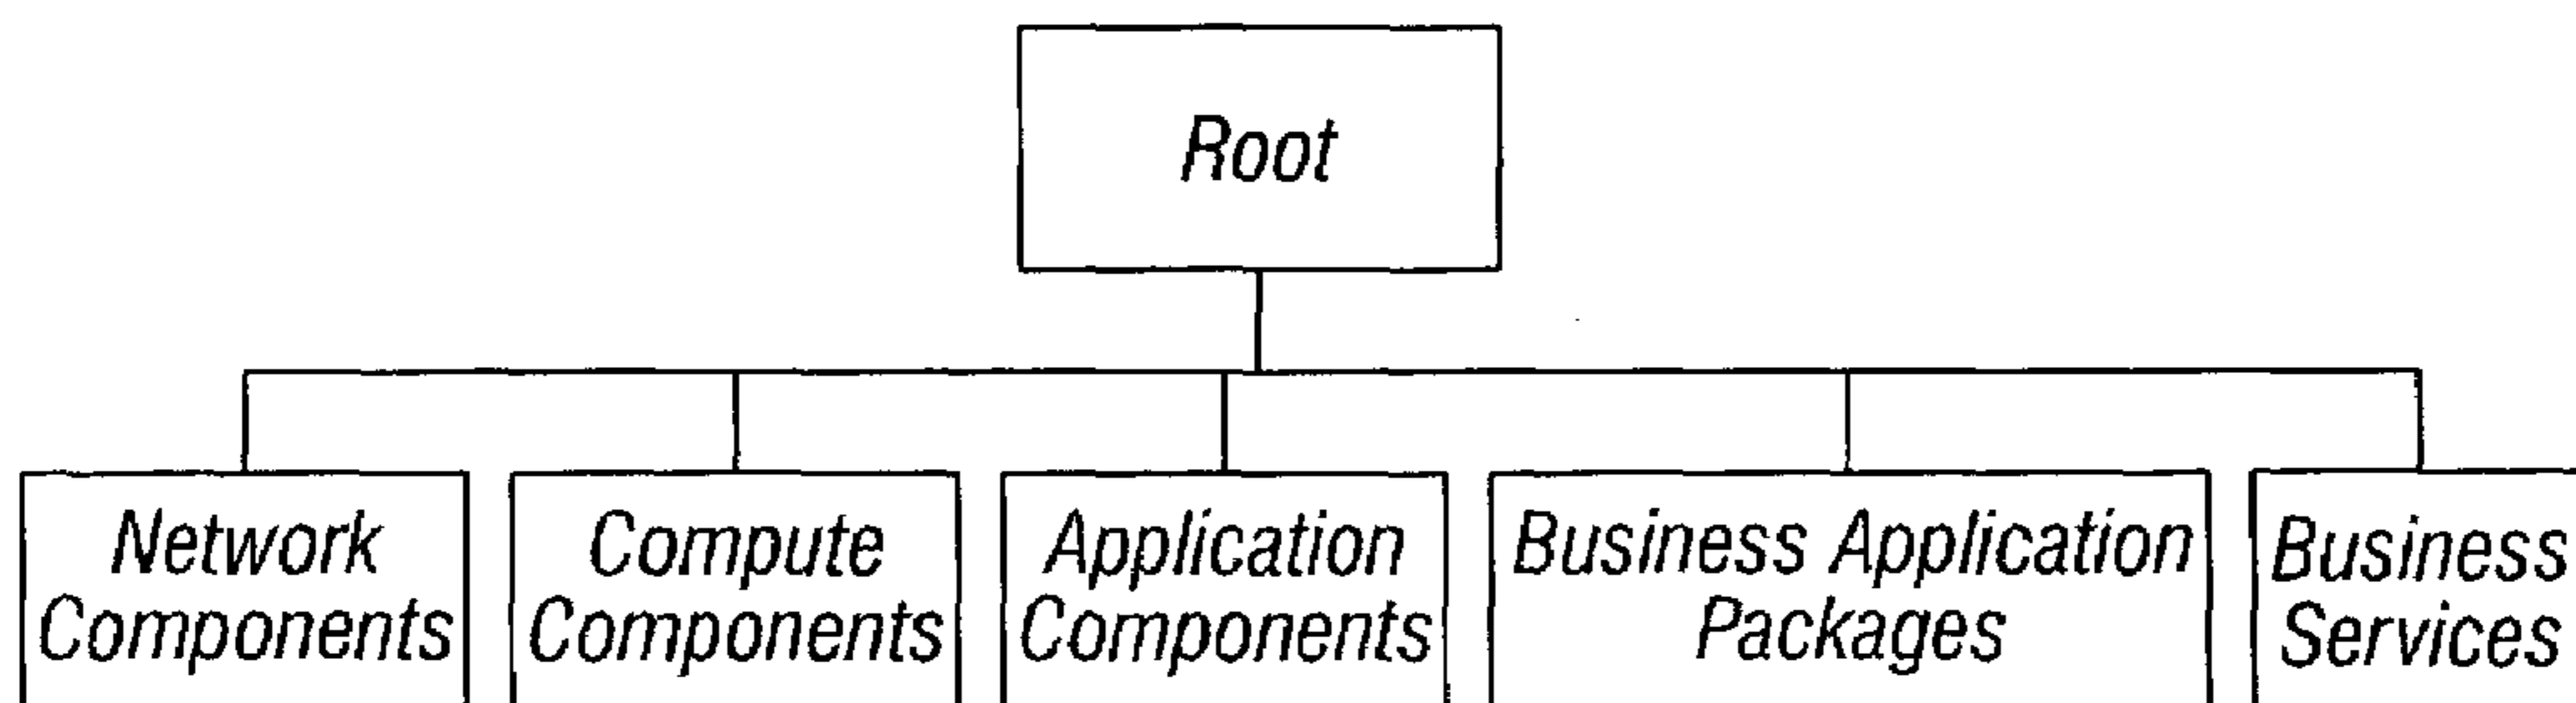 Root
Network
Components
Compute
Components
Application
Components
Business Application
Packages
Business
Services